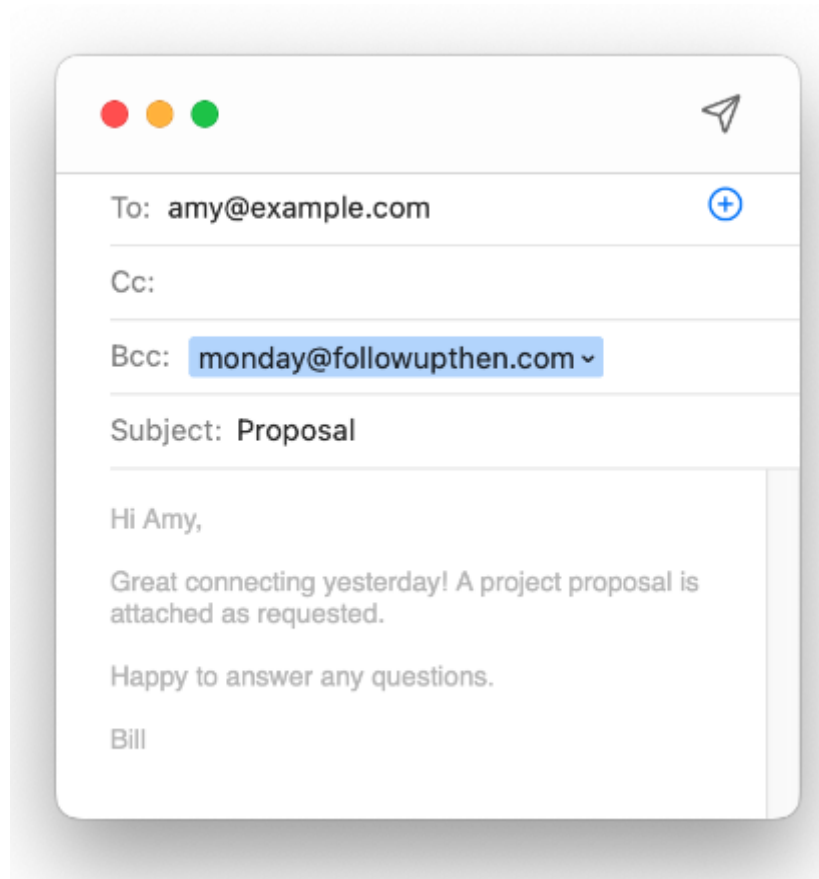 To: amy@example.com
Cc:
Bcc: monday@followupthen.com
Subject: Proposal
Hi Amy,
Great connecting yesterday! A project proposal is
attached as requested.
Happy to answer any questions.
Bill